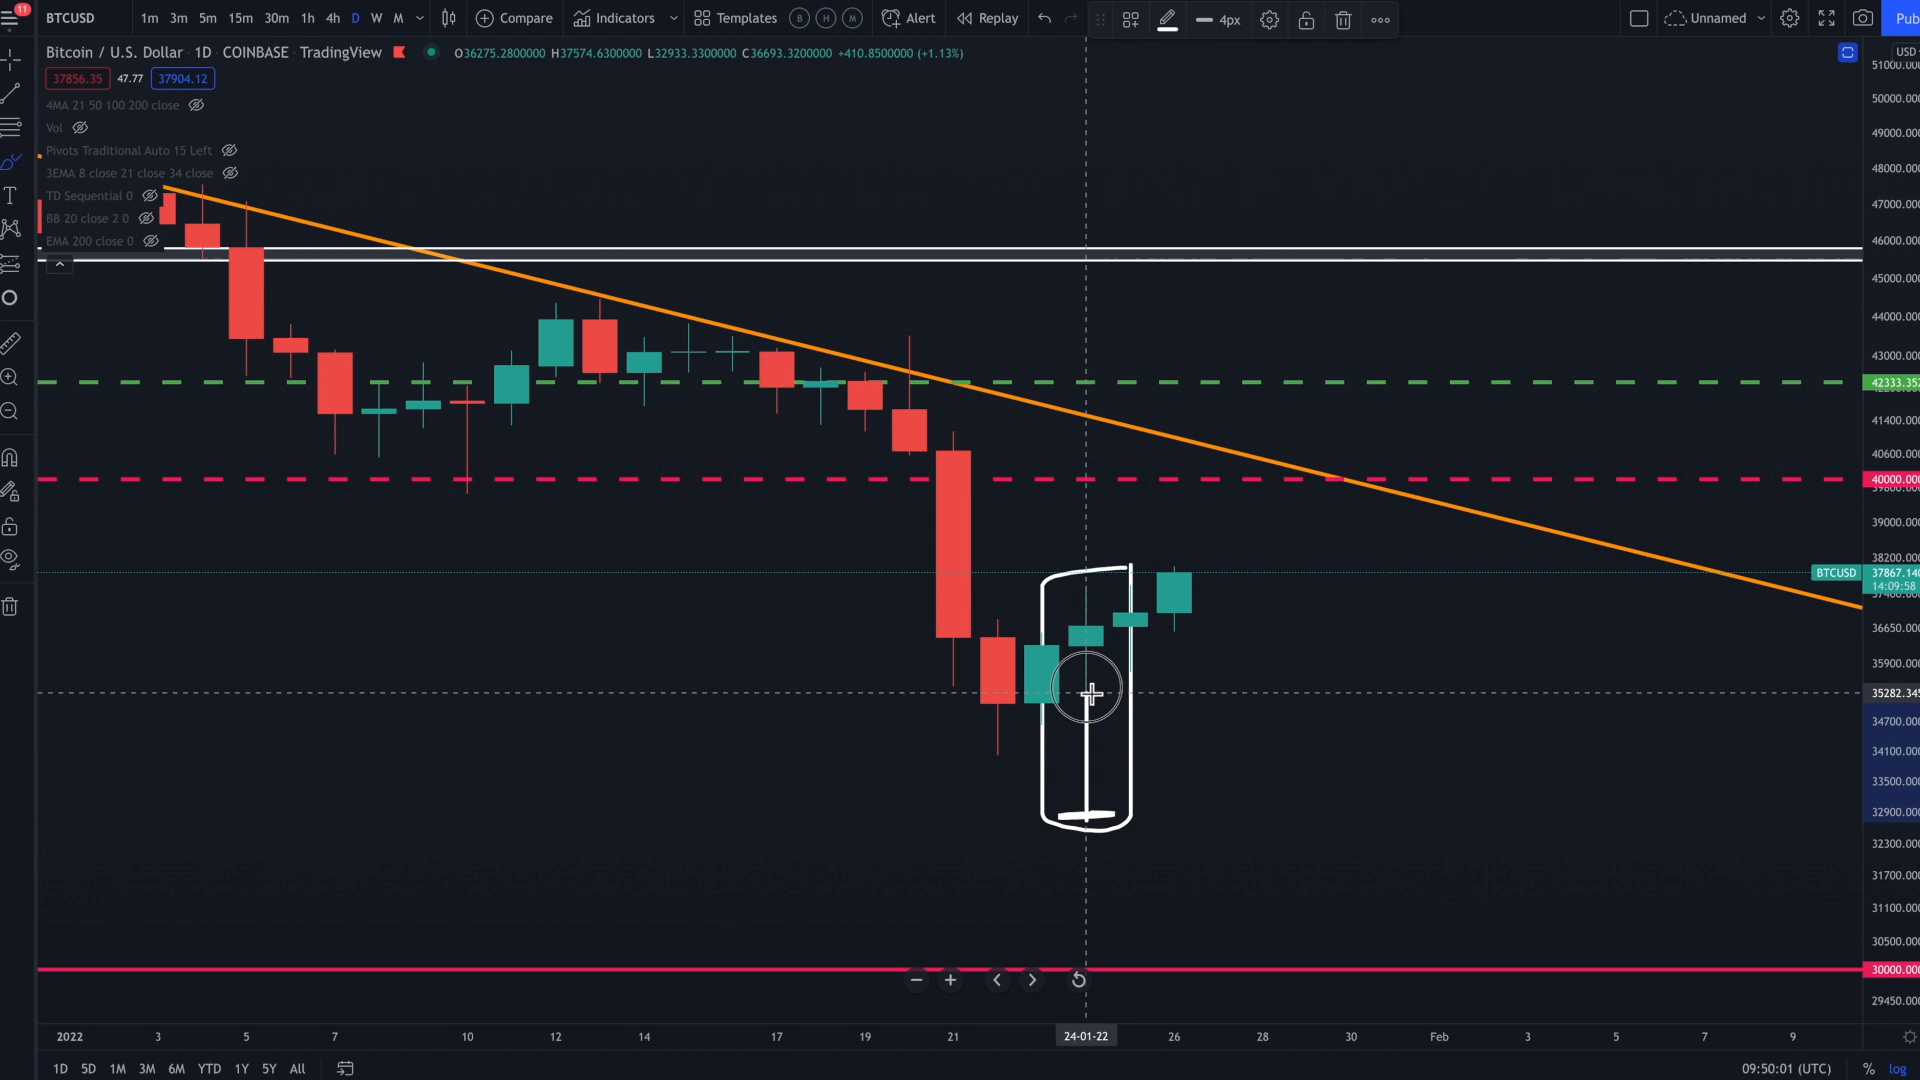 11
BTCUSD 1m 3m 5m 15m 30m 1h 4h D W M Compare Indicators Templates B H M Alert Replay 4px Unnamed Pub
Bitcoin / U.S. Dollar · 1D · COINBASE · TradingView O36275.2800000 H37574.6300000 L32933.3300000 C36693.3200000 +410.8500000 (+1.13%)
USD
37856.35 47.77 37904.12
4MA 21 50 100 200 close
Vol
Pivots Traditional Auto 15 Left
3EMA 8 close 21 close 34 close
TD Sequential 0
BB 20 close 2 0
EMA 200 close 0
50000.000
49000.000
48000.000
47000.000
46000.000
45000.000
44000.000
43000.000
42333.352
41400.000
40600.000
40000.000
39000.000
38200.000
BTCUSD 37867.140
14:09:58
36650.000
35900.000
35282.345
34700.000
34100.000
33500.000
32900.000
32300.000
31700.000
31100.000
30500.000
30000.000
29450.000
2022 3 5 7 10 12 14 17 19 21 24-01-22 26 28 30 Feb 3 5 7 9
1D 5D 1M 3M 6M YTD 1Y 5Y All 09:50:01 (UTC) % log